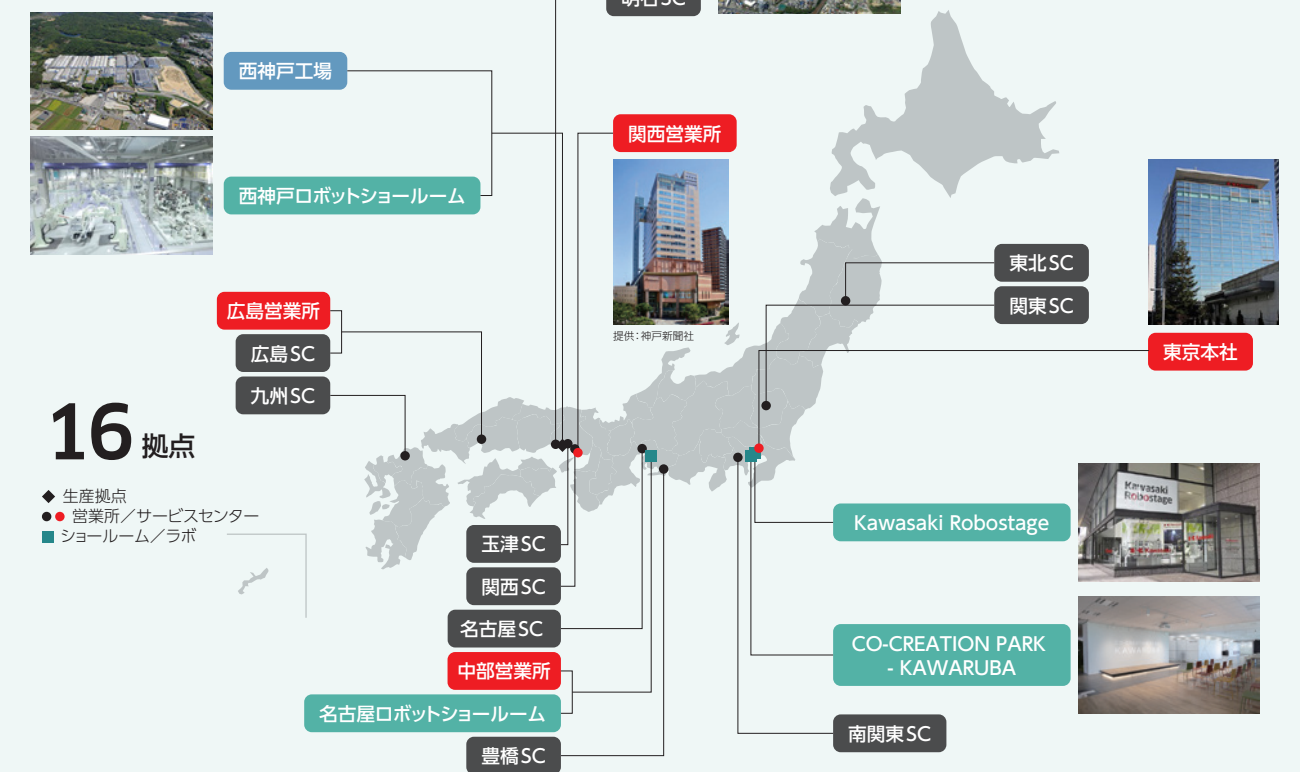 明石SC
西神戸工場
関西営業所
西神戸ロボットショールーム
東北SC
広島営業所
関東SC
提供：神戸新聞社
広島SC
東京本社
九州SC
16 拠点
◆ 生産拠点
●● 営業所／サービスセンター
■ ショールーム／ラボ
Kawasaki
Robostage
Kawasaki Robostage
玉津SC
関西SC
名古屋SC
CO-CREATION PARK
- KAWARUBA
中部営業所
名古屋ロボットショールーム
南関東SC
豊橋SC